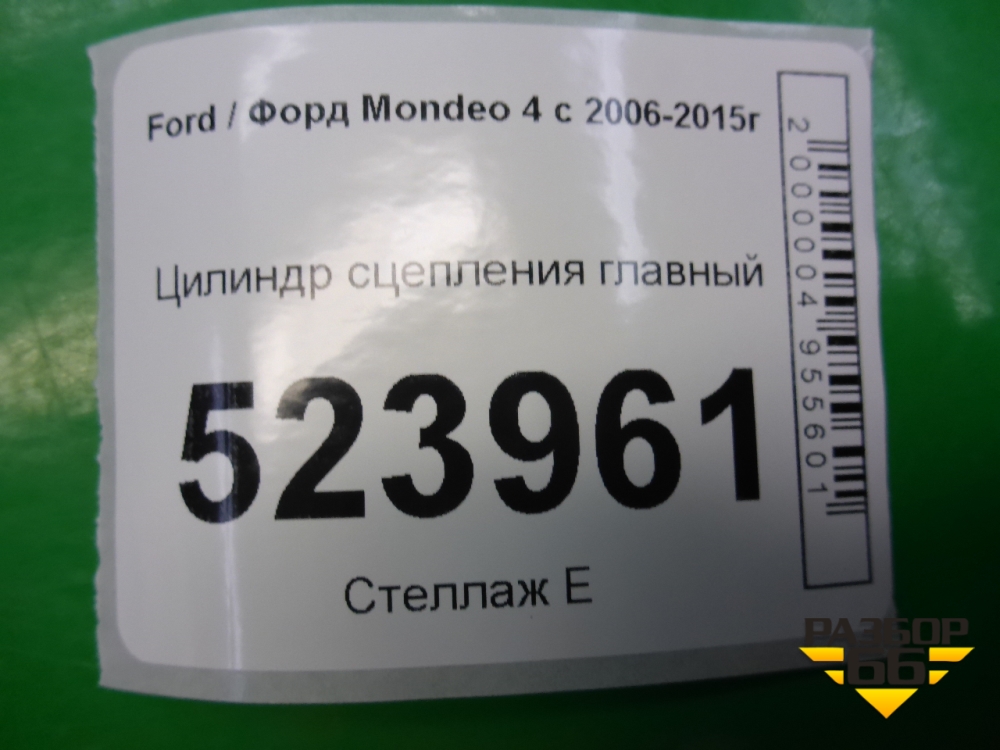 Ford / Форд Mondeo 4 с 2006-2015г
Цилиндр сцепления главный
523961
Стеллаж Е
2000004955601
РАЗБОР
66